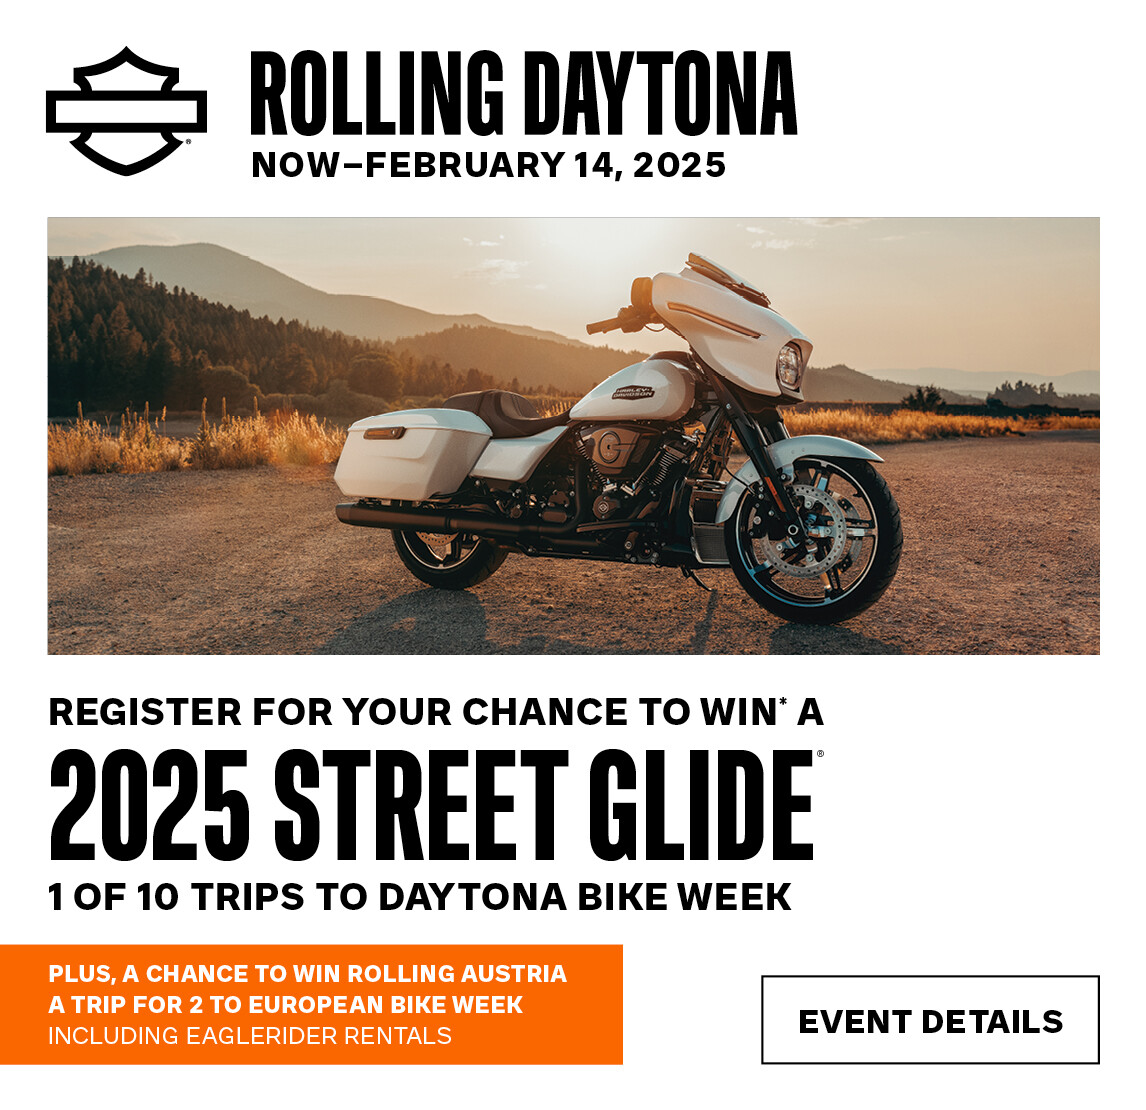 ROLLING DAYTONA
NOW–FEBRUARY 14, 2025
HARLEY-DAVIDSON
REGISTER FOR YOUR CHANCE TO WIN* A
2025 STREET GLIDE®
1 OF 10 TRIPS TO DAYTONA BIKE WEEK
PLUS, A CHANCE TO WIN ROLLING AUSTRIA
A TRIP FOR 2 TO EUROPEAN BIKE WEEK
INCLUDING EAGLERIDER RENTALS
EVENT DETAILS